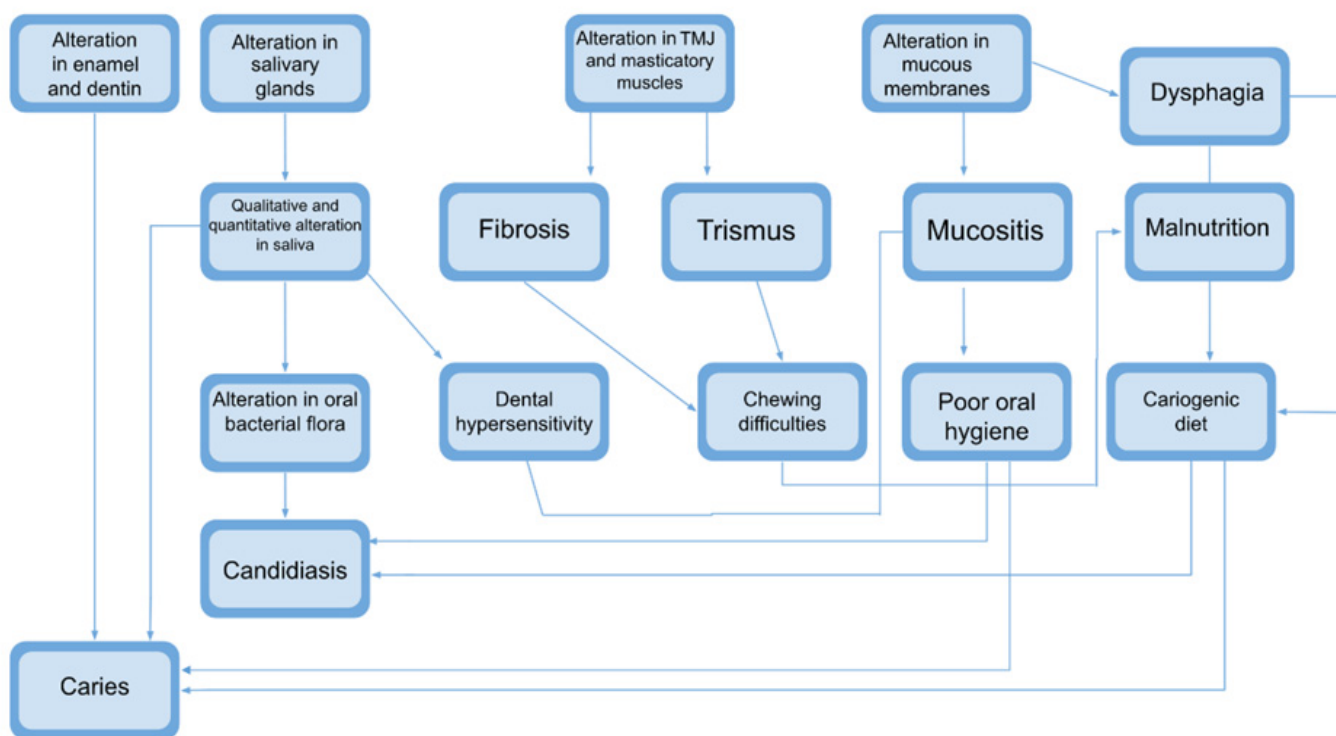 Alteration
in enamel
and dentin
Alteration in
salivary
glands
Alteration in TMJ
and masticatory
muscles
Alteration in
mucous
membranes
Dysphagia
Qualitative and
quantitative alteration
in saliva
Fibrosis
Trismus
Mucositis
Malnutrition
Alteration in oral
bacterial flora
Dental
hypersensitivity
Chewing
difficulties
Poor oral
hygiene
Cariogenic
diet
Candidiasis
Caries